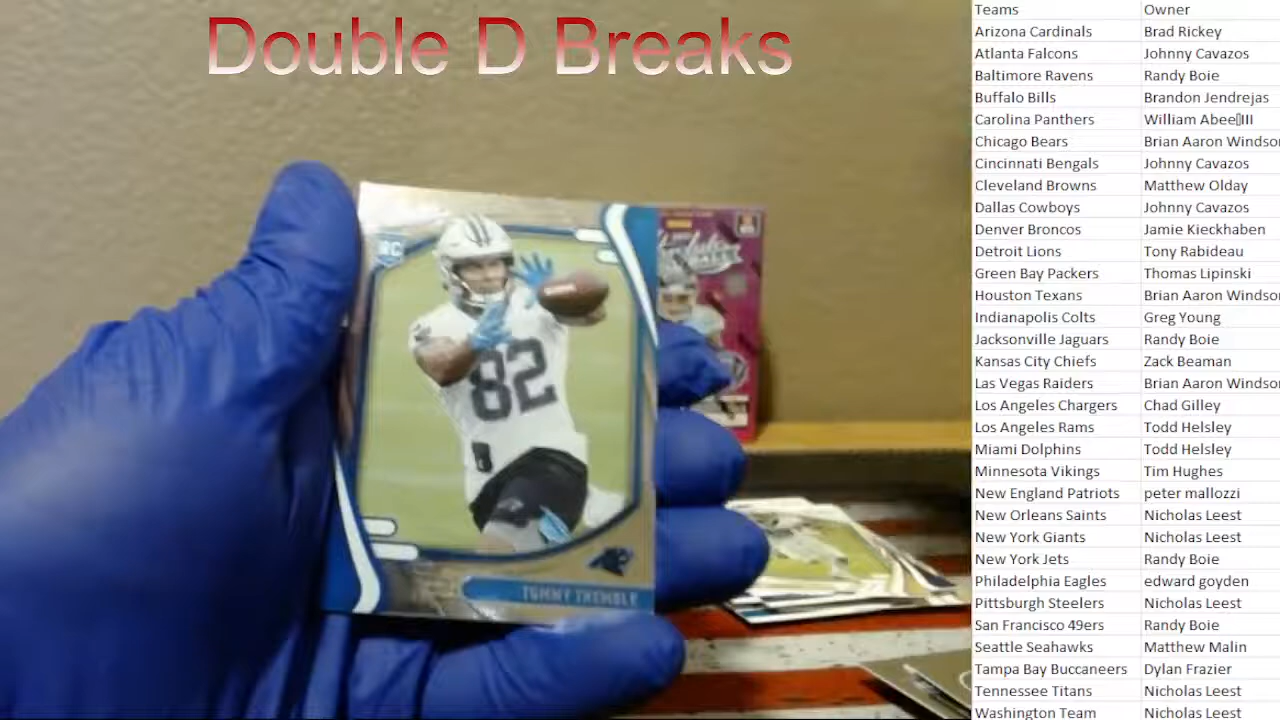 Double D Breaks
RC
82
TOMMY TREMBLE
Absolute
Teams Owner
Arizona Cardinals Brad Rickey
Atlanta Falcons Johnny Cavazos
Baltimore Ravens Randy Boie
Buffalo Bills Brandon Jendrejas
Carolina Panthers William Abee▯III
Chicago Bears Brian Aaron Windsor
Cincinnati Bengals Johnny Cavazos
Cleveland Browns Matthew Olday
Dallas Cowboys Johnny Cavazos
Denver Broncos Jamie Kieckhaben
Detroit Lions Tony Rabideau
Green Bay Packers Thomas Lipinski
Houston Texans Brian Aaron Windsor
Indianapolis Colts Greg Young
Jacksonville Jaguars Randy Boie
Kansas City Chiefs Zack Beaman
Las Vegas Raiders Brian Aaron Windsor
Los Angeles Chargers Chad Gilley
Los Angeles Rams Todd Helsley
Miami Dolphins Todd Helsley
Minnesota Vikings Tim Hughes
New England Patriots peter mallozzi
New Orleans Saints Nicholas Leest
New York Giants Nicholas Leest
New York Jets Randy Boie
Philadelphia Eagles edward goyden
Pittsburgh Steelers Nicholas Leest
San Francisco 49ers Randy Boie
Seattle Seahawks Matthew Malin
Tampa Bay Buccaneers Dylan Frazier
Tennessee Titans Nicholas Leest
Washington Team Nicholas Leest